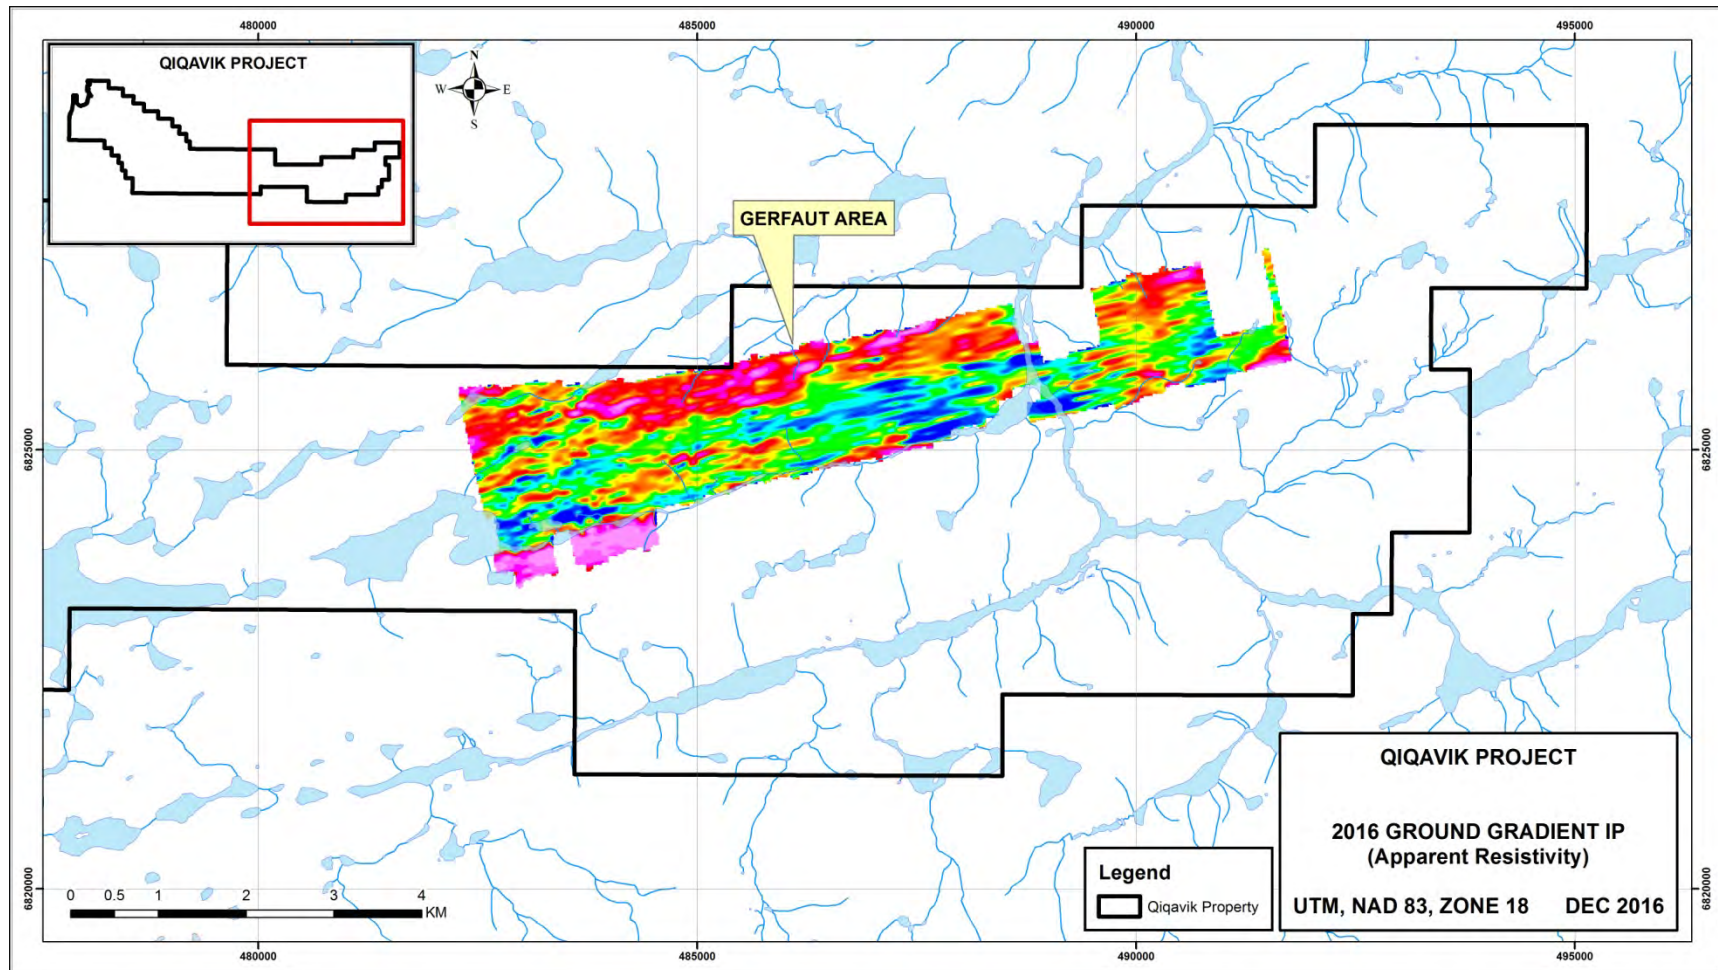 480000
485000
490000
495000
QIQAVIK PROJECT
N
W
E
S
GERFAUT AREA
6825000
6825000
QIQAVIK PROJECT
2016 GROUND GRADIENT IP
(Apparent Resistivity)
UTM, NAD 83, ZONE 18 DEC 2016
Legend
Qiqavik Property
0 0.5 1 2 3 4
KM
6820000
6820000
480000
485000
490000
495000